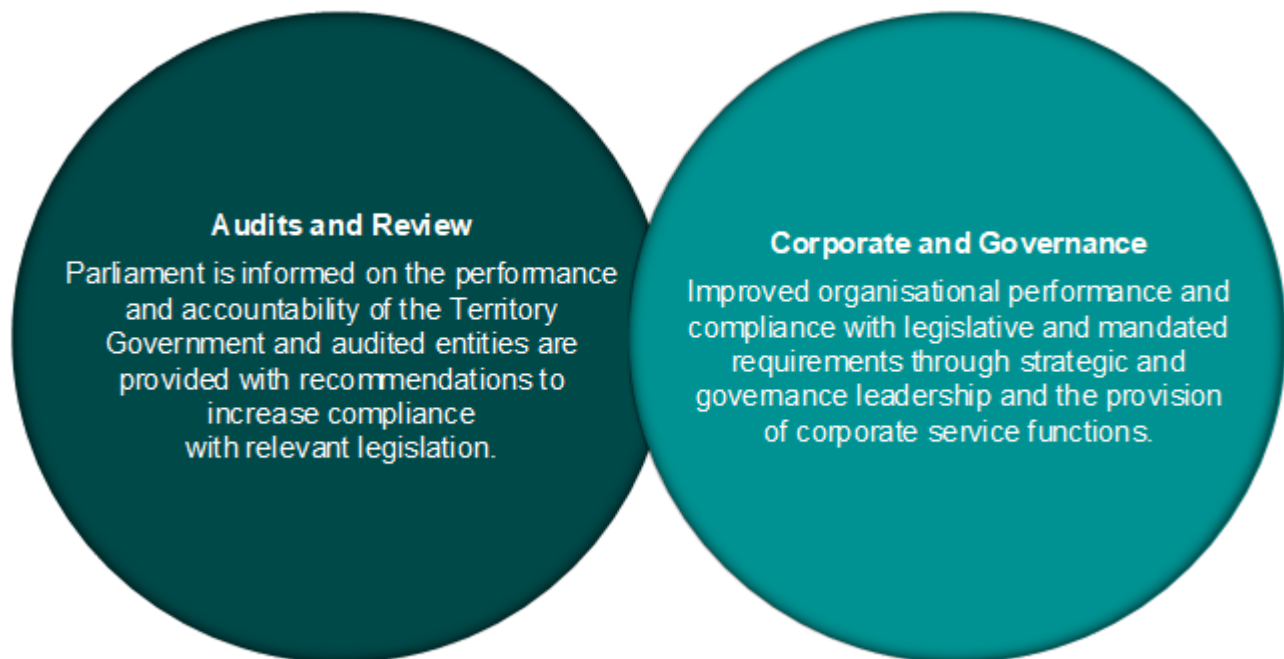 Audits and Review
Parliament is informed on the performance
and accountability of the Territory
Government and audited entities are
provided with recommendations to
increase compliance
with relevant legislation.
Corporate and Governance
Improved organisational performance and
compliance with legislative and mandated
requirements through strategic and
governance leadership and the provision
of corporate service functions.